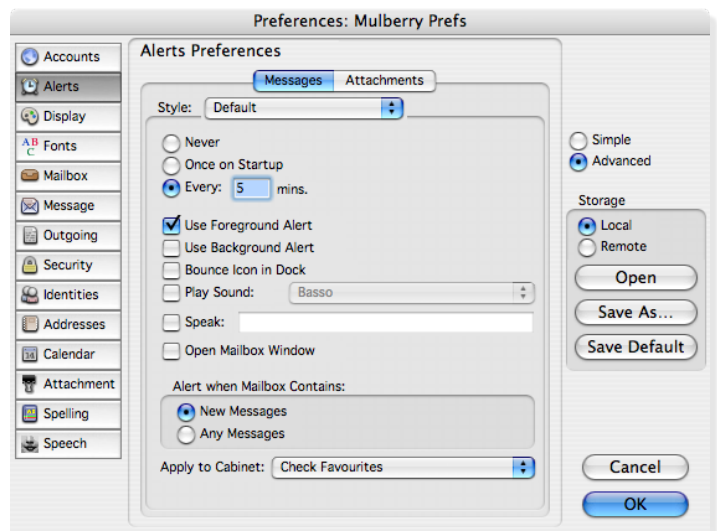 Preferences: Mulberry Prefs
Accounts
Alerts
Display
Fonts
Mailbox
Message
Outgoing
Security
Identities
Addresses
Calendar
Attachment
Spelling
Speech
Alerts Preferences
Messages Attachments
Style: Default
Never
Once on Startup
Every: 5 mins.
Use Foreground Alert
Use Background Alert
Bounce Icon in Dock
Play Sound: Basso
Speak:
Open Mailbox Window
Alert when Mailbox Contains:
New Messages
Any Messages
Apply to Cabinet: Check Favourites
Simple
Advanced
Storage
Local
Remote
Open
Save As...
Save Default
Cancel
OK